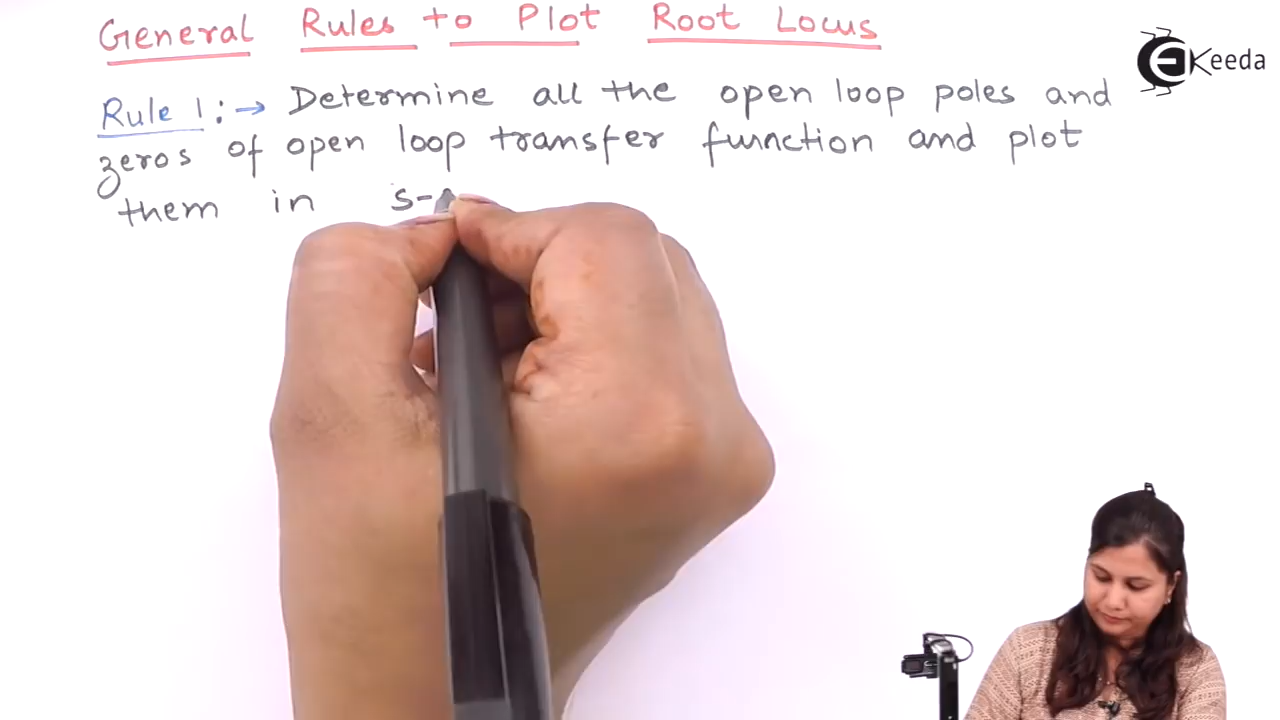 General Rules to Plot Root Locus
Keeda
Rule 1 :→ Determine all the open loop poles and
zeros of open loop transfer function and plot
them in s-